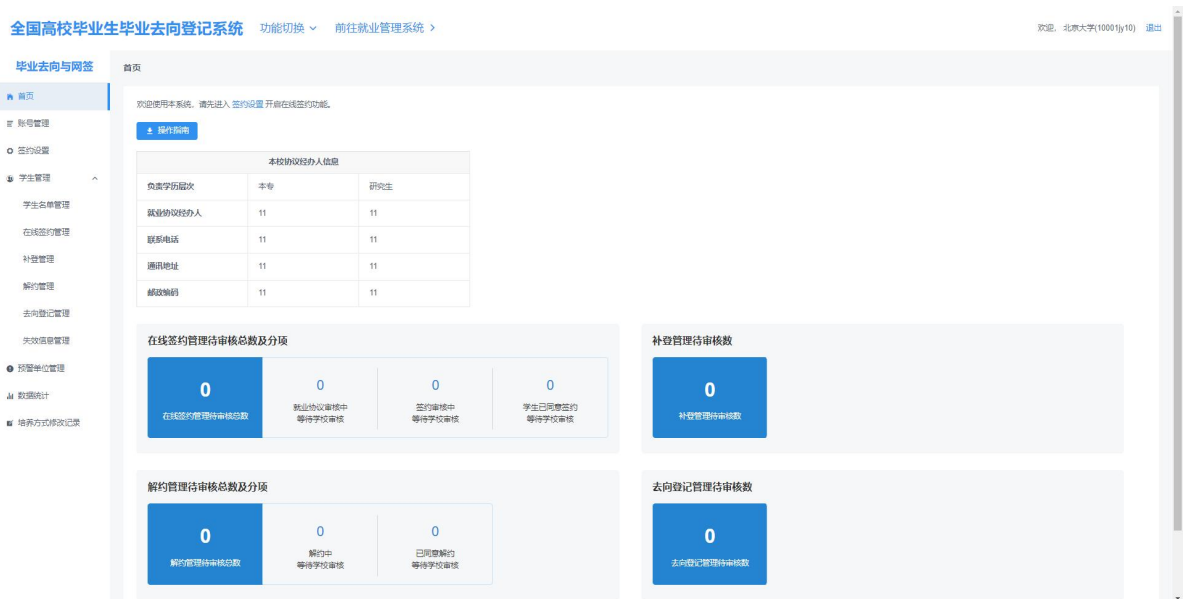 全国高校毕业生毕业去向登记系统 功能切换 前往就业管理系统 >
欢迎，北京大学(10001jy10) 退出
毕业去向与网签
首页
账号管理
签约设置
学生管理
学生名单管理
在线签约管理
补登管理
解约管理
去向登记管理
失效信息管理
预警单位管理
数据统计
培养方式修改记录
首页
欢迎使用本系统，请先进入 签约设置 开启在线签约功能。
操作指南
本校协议经办人信息
负责学历层次 本专 研究生
就业协议经办人 11 11
联系电话 11 11
通讯地址 11 11
邮政编码 11 11
在线签约管理待审核总数及分项
0
在线签约管理待审核总数
0
就业协议审核中
等待学校审核
0
签约审核中
等待学校审核
0
学生已同意签约
等待学校审核
补登管理待审核数
0
补登管理待审核数
解约管理待审核总数及分项
0
解约管理待审核总数
0
解约中
等待学校审核
0
已同意解约
等待学校审核
去向登记管理待审核数
0
去向登记管理待审核数